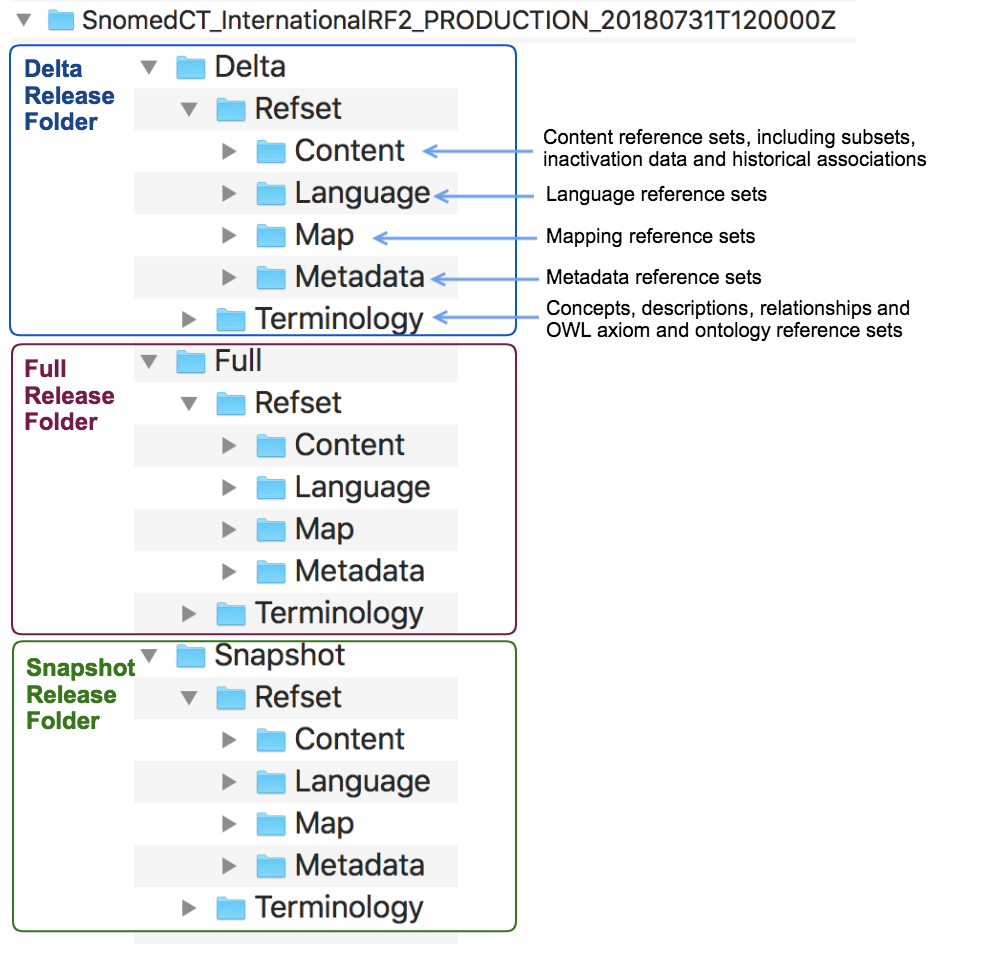 SnomedCT_InternationalRF2_PRODUCTION_20180731T120000Z
Delta
Release
Folder
Delta
Refset
Content
Content reference sets, including subsets,
inactivation data and historical associations
Language
Language reference sets
Map
Mapping reference sets
Metadata
Metadata reference sets
Terminology
Concepts, descriptions, relationships and
OWL axiom and ontology reference sets
Full
Release
Folder
Full
Refset
Content
Language
Map
Metadata
Terminology
Snapshot
Release
Folder
Snapshot
Refset
Content
Language
Map
Metadata
Terminology